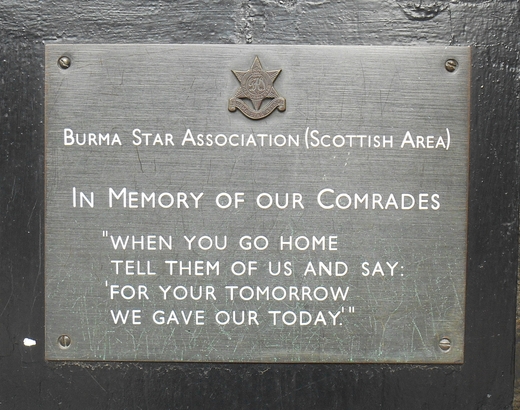 BURMA STAR ASSOCIATION (SCOTTISH AREA)
IN MEMORY OF OUR COMRADES
"WHEN YOU GO HOME
TELL THEM OF US AND SAY:
'FOR YOUR TOMORROW
WE GAVE OUR TODAY.'"